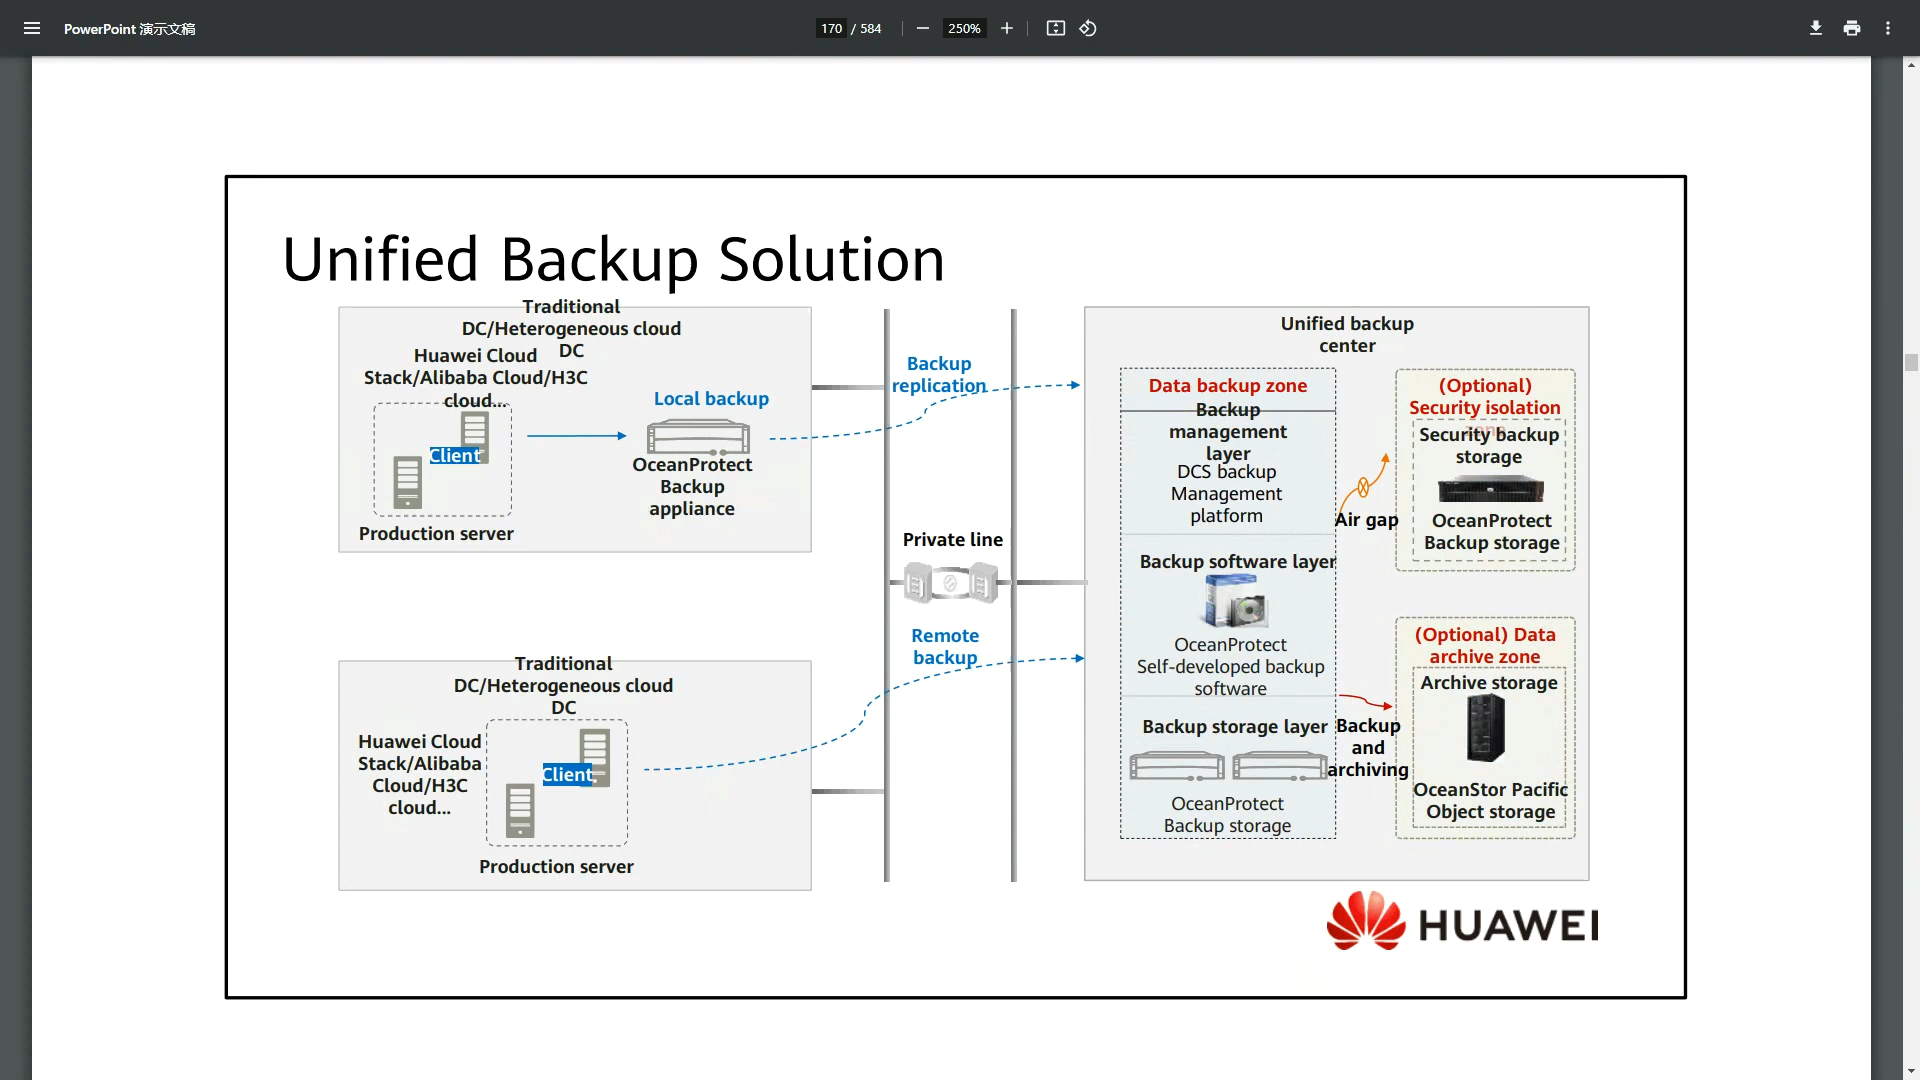 PowerPoint 演示文稿
170 / 584
250%
Unified Backup Solution
Traditional
DC/Heterogeneous cloud
DC
Huawei Cloud
Stack/Alibaba Cloud/H3C
cloud...
Client
Production server
Local backup
OceanProtect
Backup
appliance
Backup
replication
Private line
Remote
backup
Traditional
DC/Heterogeneous cloud
DC
Huawei Cloud
Stack/Alibaba
Cloud/H3C
cloud...
Client
Production server
Unified backup
center
Data backup zone
Backup
management
layer
DCS backup
Management
platform
Backup software layer
OceanProtect
Self-developed backup
software
Backup storage layer
OceanProtect
Backup storage
Air gap
Backup
and
archiving
(Optional)
Security isolation
zone
Security backup
storage
OceanProtect
Backup storage
(Optional) Data
archive zone
Archive storage
OceanStor Pacific
Object storage
HUAWEI